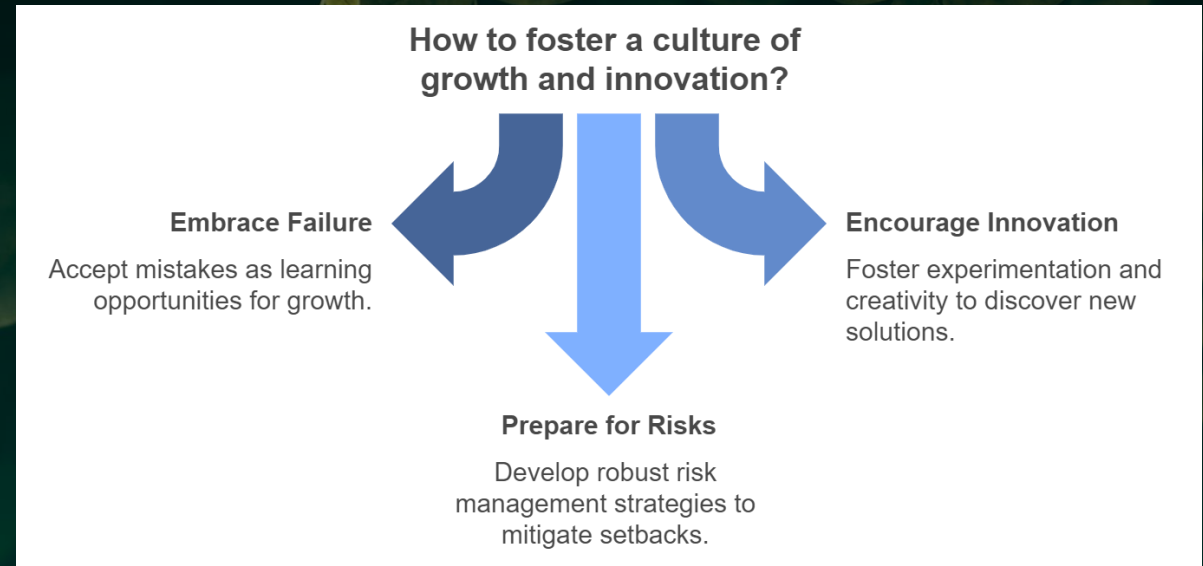 How to foster a culture of
growth and innovation?
Embrace Failure
Accept mistakes as learning
opportunities for growth.
Encourage Innovation
Foster experimentation and
creativity to discover new
solutions.
Prepare for Risks
Develop robust risk
management strategies to
mitigate setbacks.